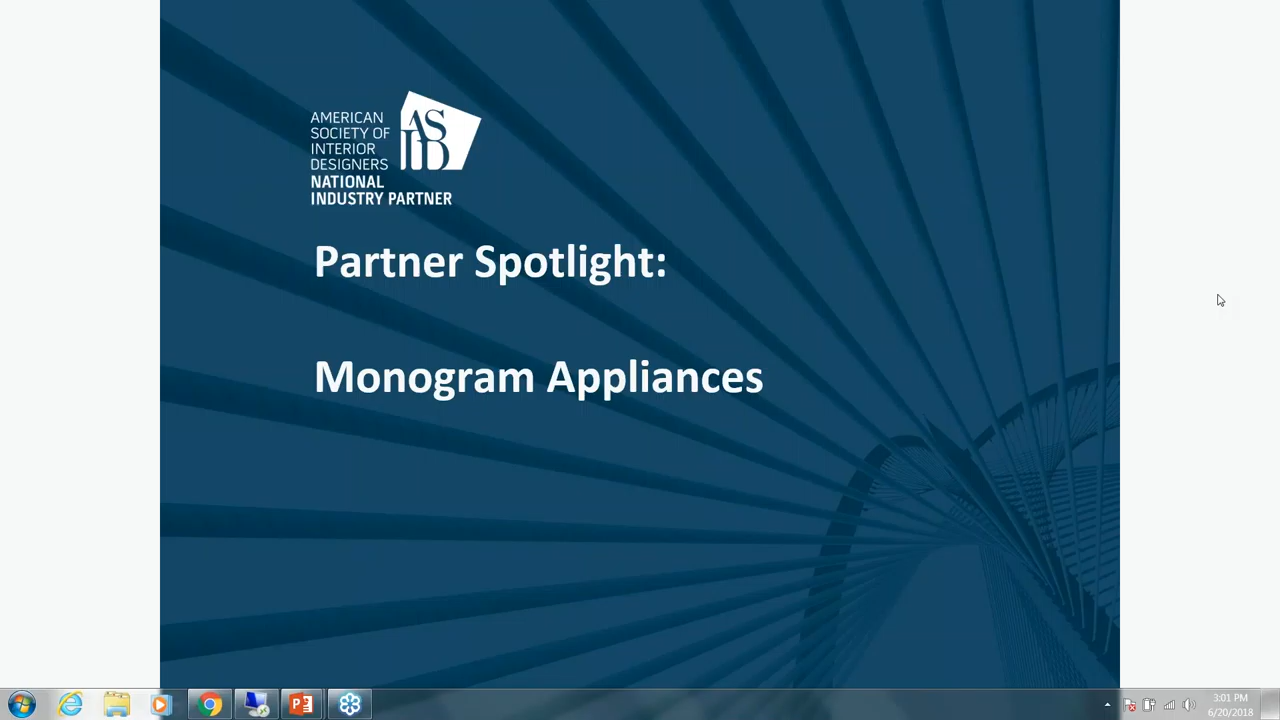 AMERICAN
SOCIETY OF
INTERIOR
DESIGNERS
NATIONAL
INDUSTRY PARTNER
ASID
Partner Spotlight:
Monogram Appliances
3:01 PM
6/20/2018